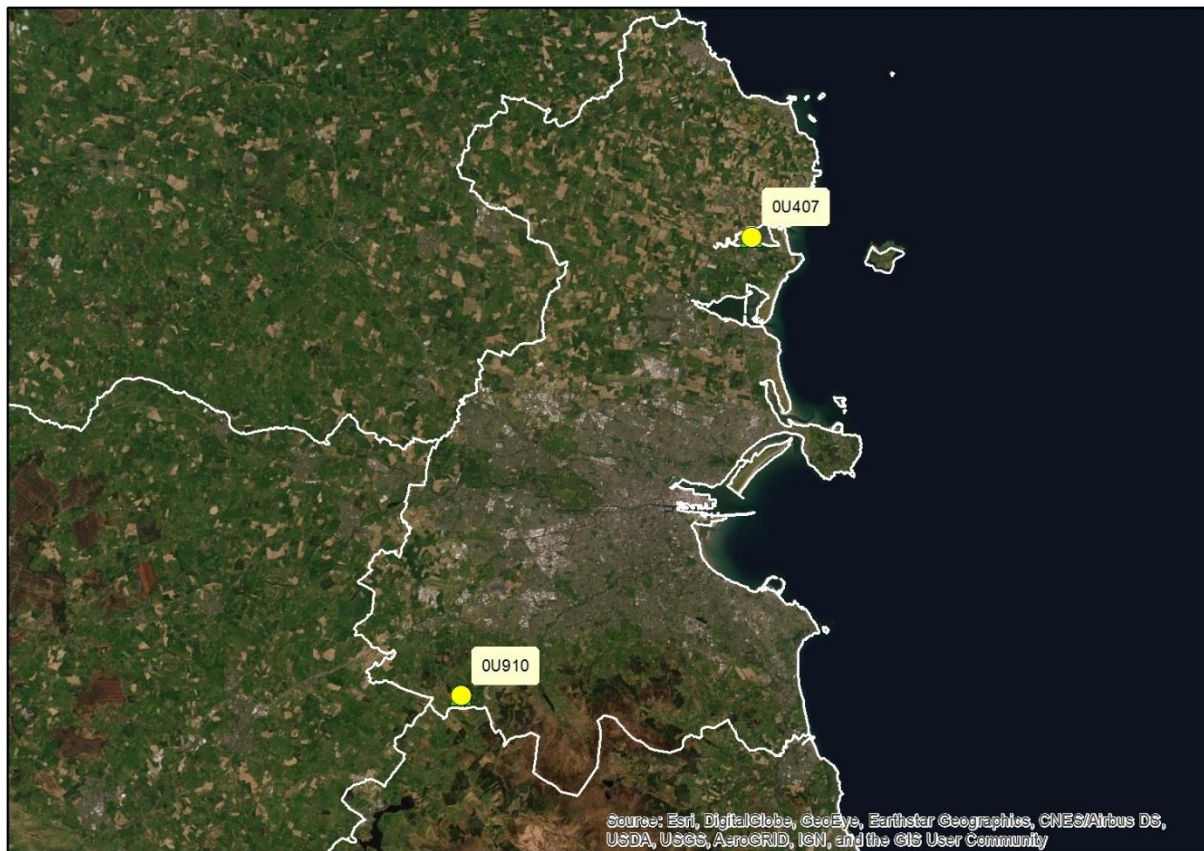 0U407
0U910
Source: Esri, DigitalGlobe, GeoEye, Earthstar Geographics, CNES/Airbus DS,
USDA, USGS, AeroGRID, IGN, and the GIS User Community